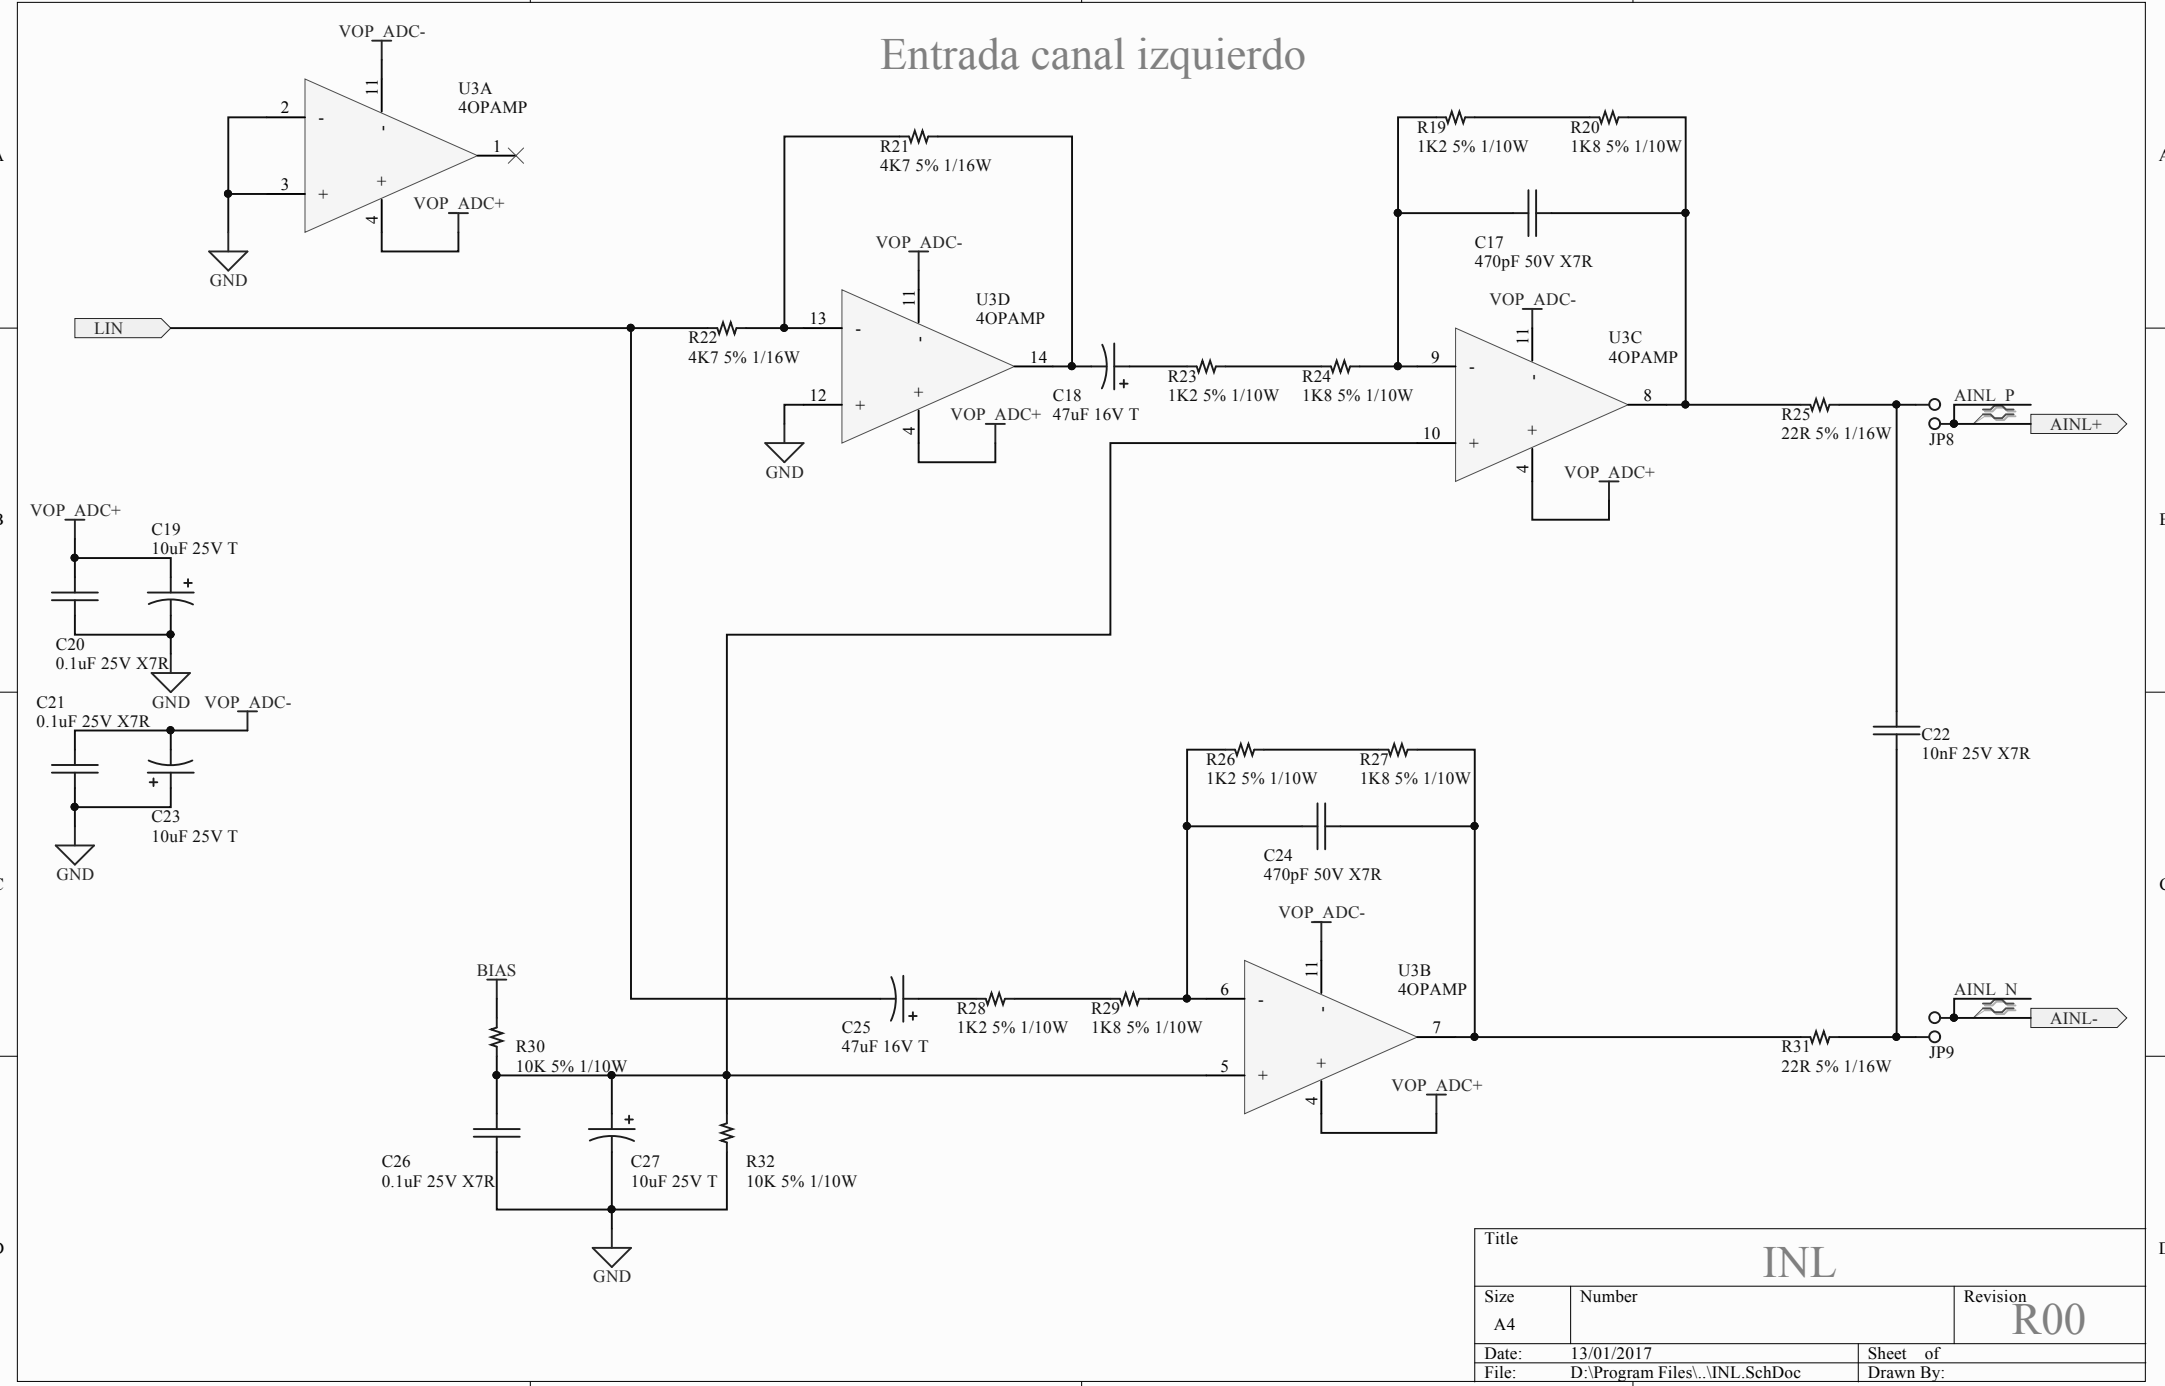 Entrada canal izquierdo
VOP_ADC-
11
U3A
4OPAMP
2
-
-
1
3
+
+
VOP_ADC+
4
GND
R21
4K7 5% 1/16W
R19
1K2 5% 1/10W
R20
1K8 5% 1/10W
C17
470pF 50V X7R
VOP_ADC-
11
U3D
4OPAMP
LIN
R22
4K7 5% 1/16W
13
-
-
14
12
+
+
4
VOP_ADC+
GND
C18
47uF 16V T
+
R23
1K2 5% 1/10W
R24
1K8 5% 1/10W
VOP_ADC-
11
U3C
4OPAMP
9
-
-
8
10
+
+
4
VOP_ADC+
R25
22R 5% 1/16W
AINL_P
JP8
AINL+
VOP_ADC+
C19
10uF 25V T
+
C20
0.1uF 25V X7R
GND
C21
0.1uF 25V X7R
VOP_ADC-
+
C23
10uF 25V T
GND
C22
10nF 25V X7R
R26
1K2 5% 1/10W
R27
1K8 5% 1/10W
C24
470pF 50V X7R
VOP_ADC-
11
U3B
4OPAMP
BIAS
R30
10K 5% 1/10W
C25
47uF 16V T
+
R28
1K2 5% 1/10W
R29
1K8 5% 1/10W
6
-
-
7
5
+
+
4
VOP_ADC+
R31
22R 5% 1/16W
AINL_N
JP9
AINL-
C26
0.1uF 25V X7R
+
C27
10uF 25V T
R32
10K 5% 1/10W
GND
Title
INL
Size
A4
Number
Revision
R00
Date: 13/01/2017 Sheet of
File: D:\Program Files\..\INL.SchDoc Drawn By: